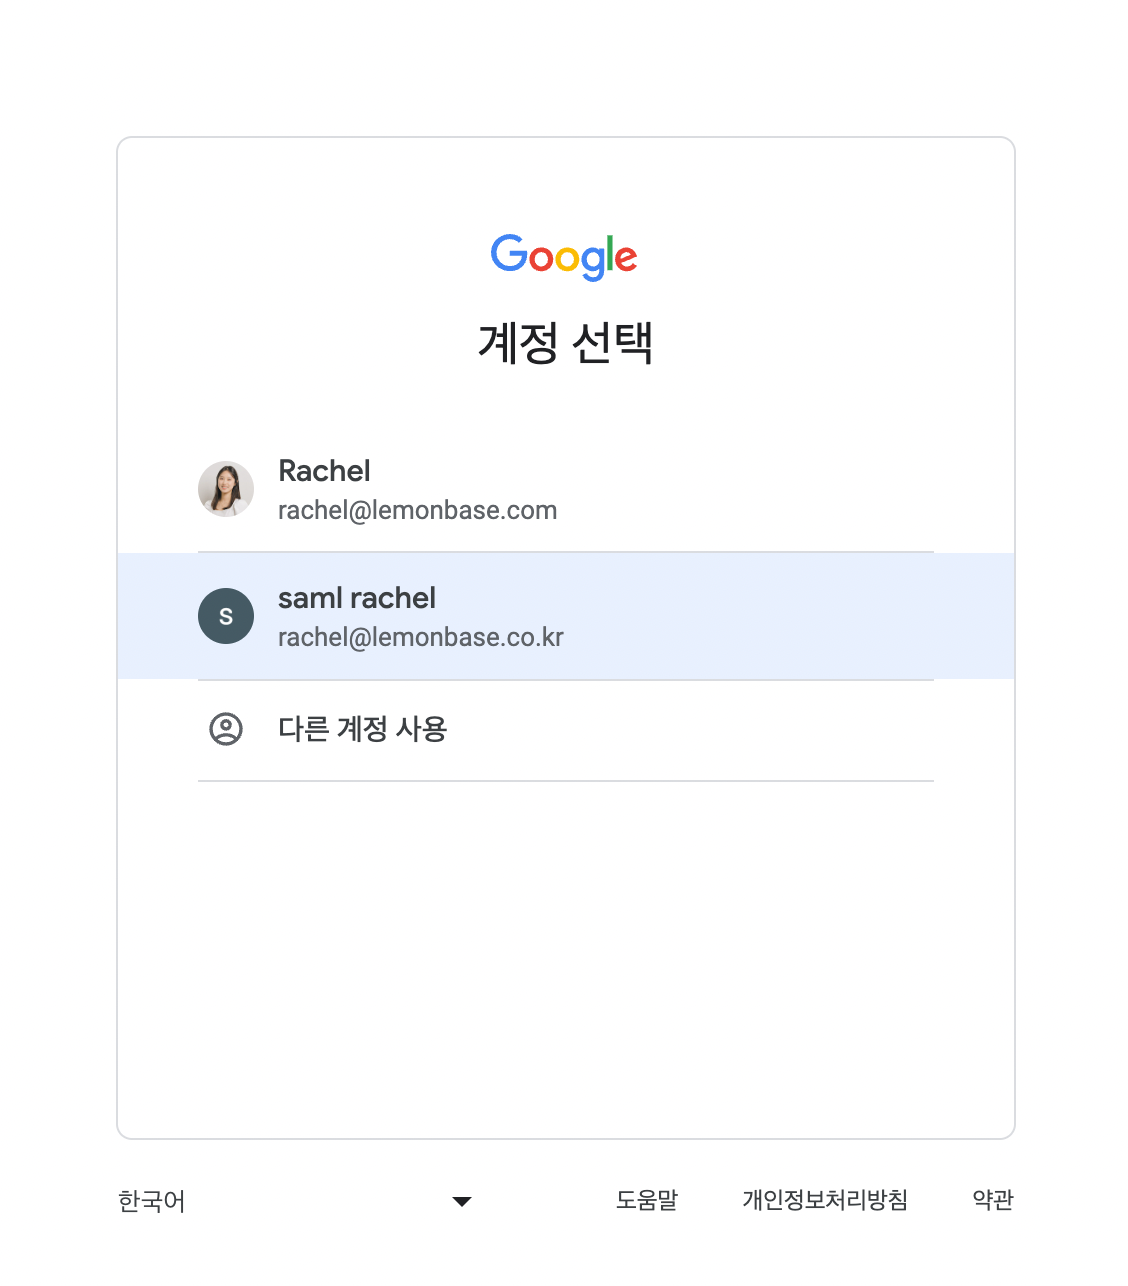 Google
계정 선택
Rachel
rachel@lemonbase.com
S
saml rachel
rachel@lemonbase.co.kr
다른 계정 사용
한국어 도움말 개인정보처리방침 약관